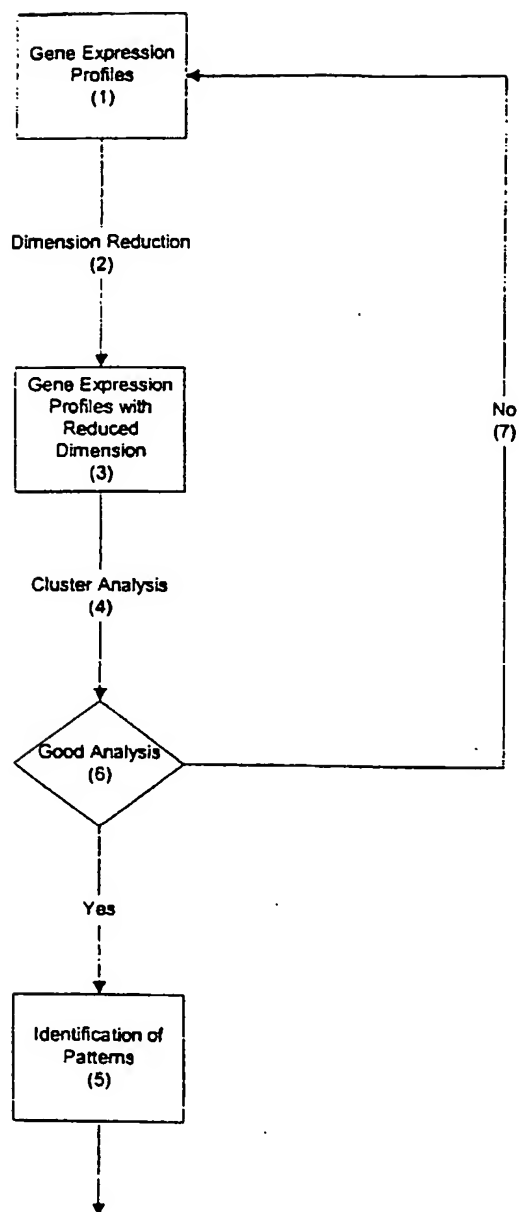 Gene Expression
Profiles
(1)
Dimension Reduction
(2)
Gene Expression
Profiles with
Reduced
Dimension
(3)
No
(7)
Cluster Analysis
(4)
Good Analysis
(6)
Yes
Identification of
Patterns
(5)